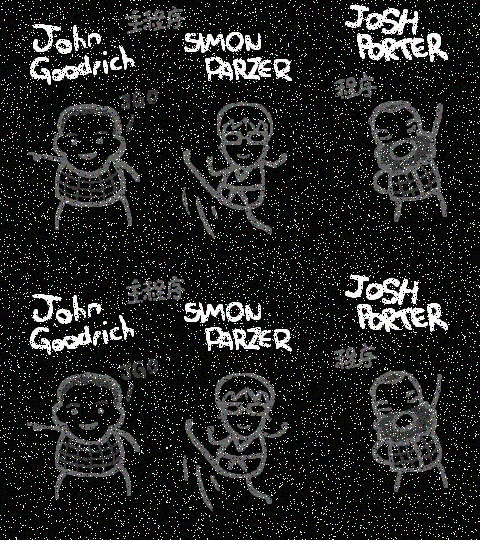 主程序
John
Goodrich
SIMON
PARZER
JOSH
PORTER
程序
主程序
John
Goodrich
SIMON
PARZER
JOSH
PORTER
程序